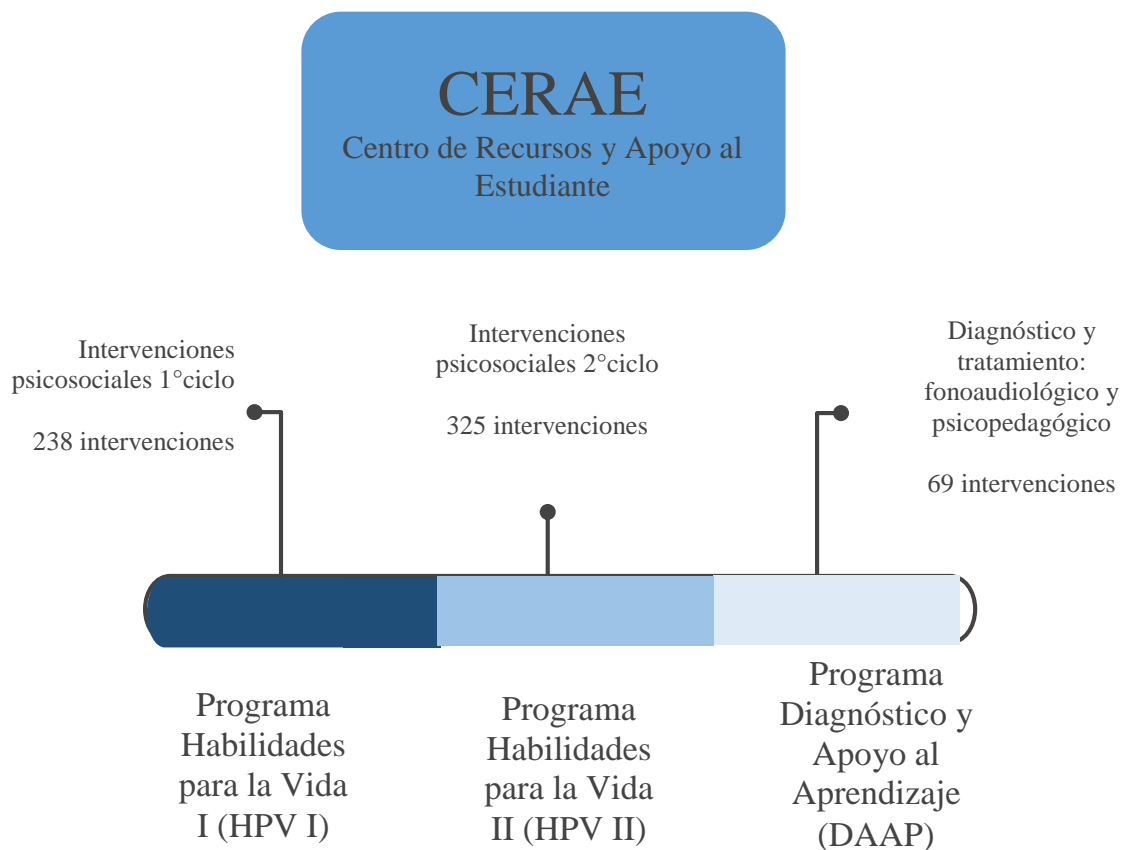 CERAE
Centro de Recursos y Apoyo al
Estudiante
Intervenciones
psicosociales 1°ciclo
238 intervenciones
Intervenciones
psicosociales 2°ciclo
325 intervenciones
Diagnóstico y
tratamiento:
fonoaudiológico y
psicopedagógico
69 intervenciones
Programa
Habilidades
para la Vida
I (HPV I)
Programa
Habilidades
para la Vida
II (HPV II)
Programa
Diagnóstico y
Apoyo al
Aprendizaje
(DAAP)